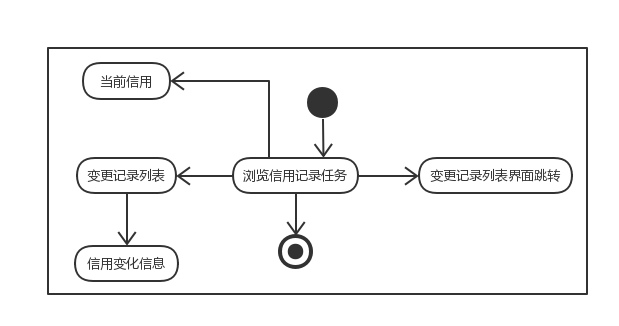 当前信用
变更记录列表
浏览信用记录任务
变更记录列表界面跳转
信用变化信息